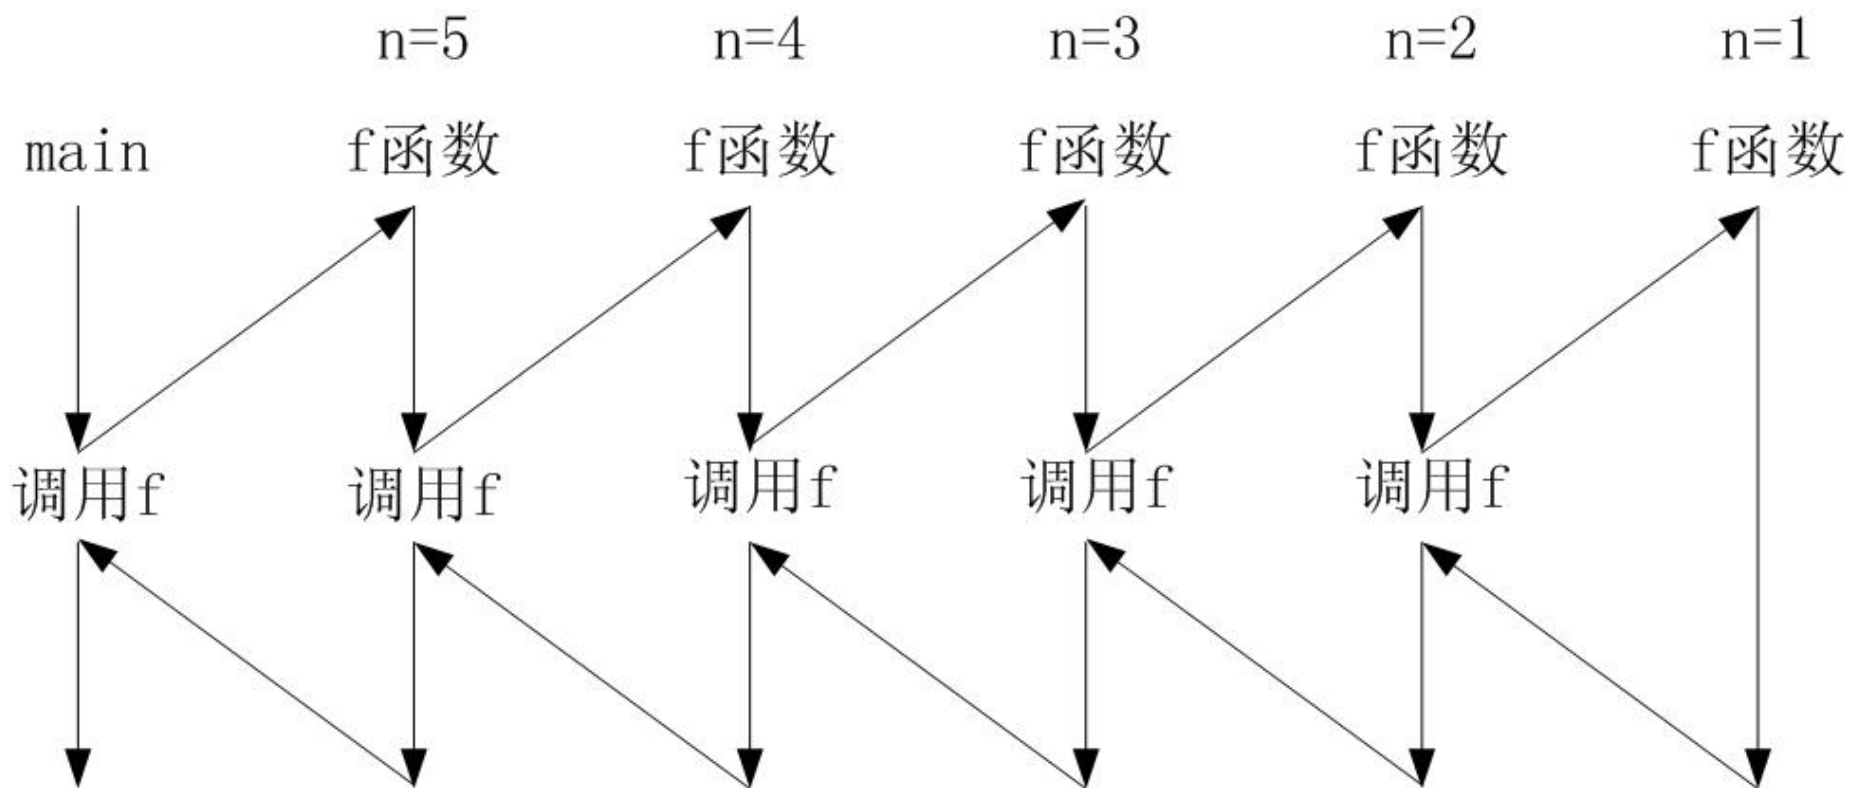 n=5 n=4 n=3 n=2 n=1
main f函数 f函数 f函数 f函数 f函数
调用f 调用f 调用f 调用f 调用f